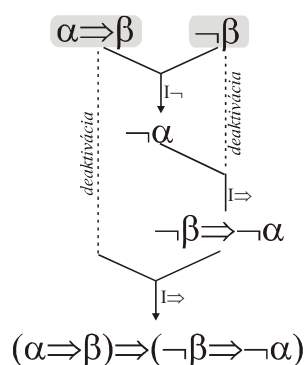 α⇒β ¬β
I¬
deaktivácia
deaktivácia
¬α
I⇒
¬β⇒¬α
I⇒
(α⇒β)⇒(¬β⇒¬α)